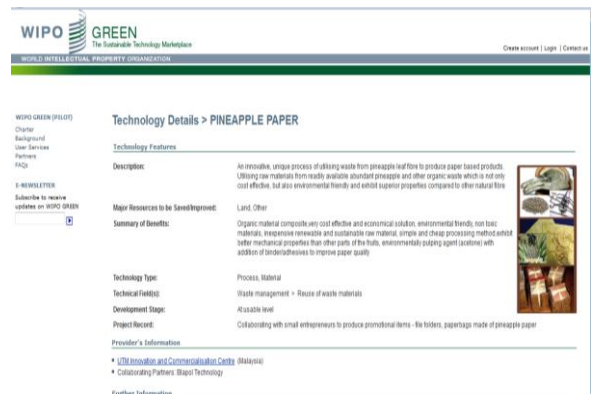 WIPO GREEN
The Sustainable Technology Marketplace
Create account | Login | Contact us
WORLD INTELLECTUAL PROPERTY ORGANIZATION
WIPO GREEN (PILOT)
Charter
Background
User Services
Partners
FAQs
E-NEWSLETTER
Subscribe to receive
updates on WIPO GREEN
Technology Details > PINEAPPLE PAPER
Technology Features
Description:
An innovative, unique process of utilising waste from pineapple leaf fibre to produce paper based products.
Utilising raw materials from readily available abundant pineapple and other organic waste which is not only
cost effective, but also environmental friendly and exhibit superior properties compared to other natural fibre
Major Resources to be Saved/Improved:
Land, Other
Summary of Benefits:
Organic material composite,very cost effective and economical solution, environmental friendly, non toxic
materials, inexpensive renewable and sustainable raw material, simple and cheap processing method.exhibit
better mechanical properties than other parts of the fruits, environmentally pulping agent (acetone) with
addition of binder/adhesives to improve paper quality
Technology Type:
Process, Material
Technical Field(s):
Waste management > Reuse of waste materials
Development Stage:
At usable level
Project Record:
Collaborating with small entrepreneurs to produce promotional items - file folders, paperbags made of pineapple paper
Provider's Information
UTM Innovation and Commercialisation Centre (Malaysia)
Collaborating Partners: Biapol Technology
Further Information